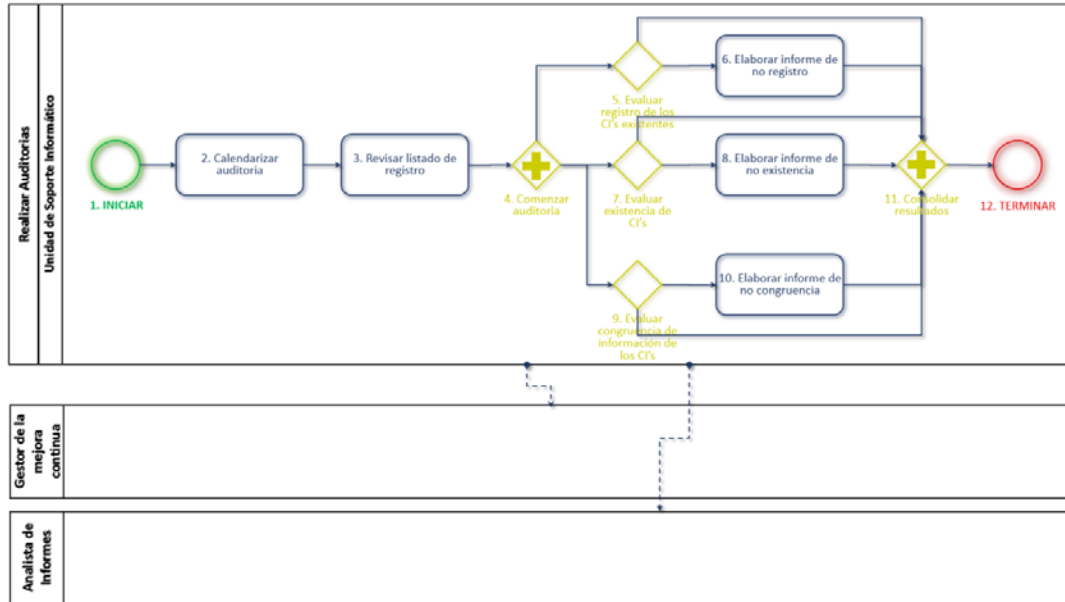 Realizar Auditorias
Unidad de Soporte Informático
1. INICIAR
2. Calendarizar
auditoria
3. Revisar listado de
registro
4. Comenzar
auditoria
5. Evaluar
registro de los
CI's existentes
6. Elaborar informe de
no registro
7. Evaluar
existencia de
CI's
8. Elaborar informe de
no existencia
9. Evaluar
congruencia de
información de
los CI's
10. Elaborar informe de
no congruencia
11. Consolidar
resultados
12. TERMINAR
Gestor de la
mejora
continua
Analista de
Informes